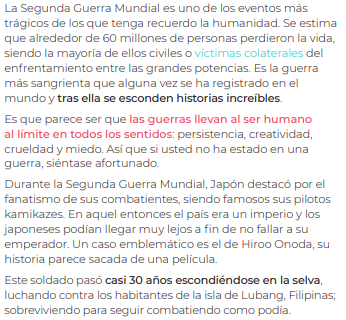 La Segunda Guerra Mundial es uno de los eventos más
trágicos de los que tenga recuerdo la humanidad. Se estima
que alrededor de 60 millones de personas perdieron la vida,
siendo la mayoría de ellos civiles o víctimas colaterales del
enfrentamiento entre las grandes potencias. Es la guerra
más sangrienta que alguna vez se ha registrado en el
mundo y tras ella se esconden historias increíbles.
Es que parece ser que las guerras llevan al ser humano
al límite en todos los sentidos: persistencia, creatividad,
crueldad y miedo. Así que si usted no ha estado en una
guerra, siéntase afortunado.
Durante la Segunda Guerra Mundial, Japón destacó por el
fanatismo de sus combatientes, siendo famosos sus pilotos
kamikazes. En aquel entonces el país era un imperio y los
japoneses podían llegar muy lejos a fin de no fallar a su
emperador. Un caso emblemático es el de Hiroo Onoda, su
historia parece sacada de una película.
Este soldado pasó casi 30 años escondiéndose en la selva,
luchando contra los habitantes de la isla de Lubang, Filipinas;
sobreviviendo para seguir combatiendo como podía.